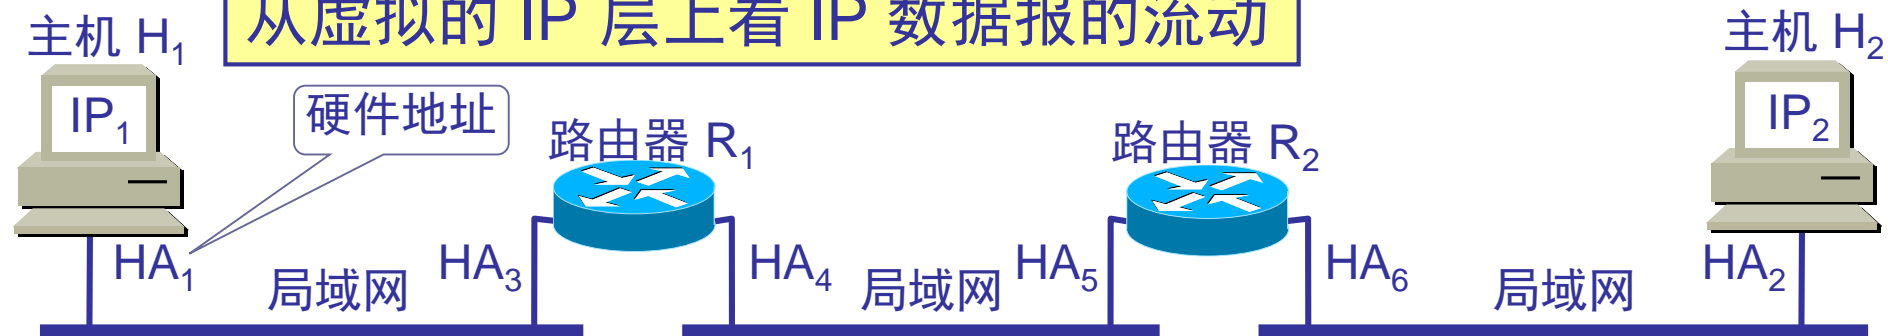 从虚拟的 IP 层上看 IP 数据报的流动
主机 H1
主机 H2
IP1
硬件地址
路由器 R1
路由器 R2
IP2
HA1
局域网
HA3
HA4
局域网
HA5
HA6
局域网
HA2